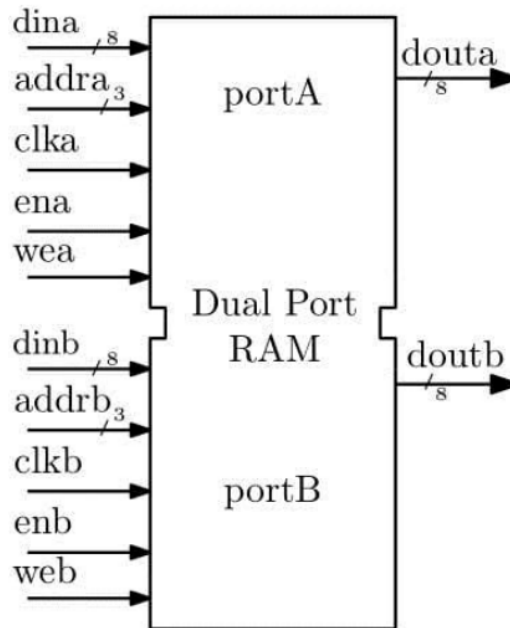 dina
8
addra
3
clka
ena
wea
dinb
8
addrb
3
clkb
enb
web
portA
Dual Port
RAM
portB
douta
8
doutb
8